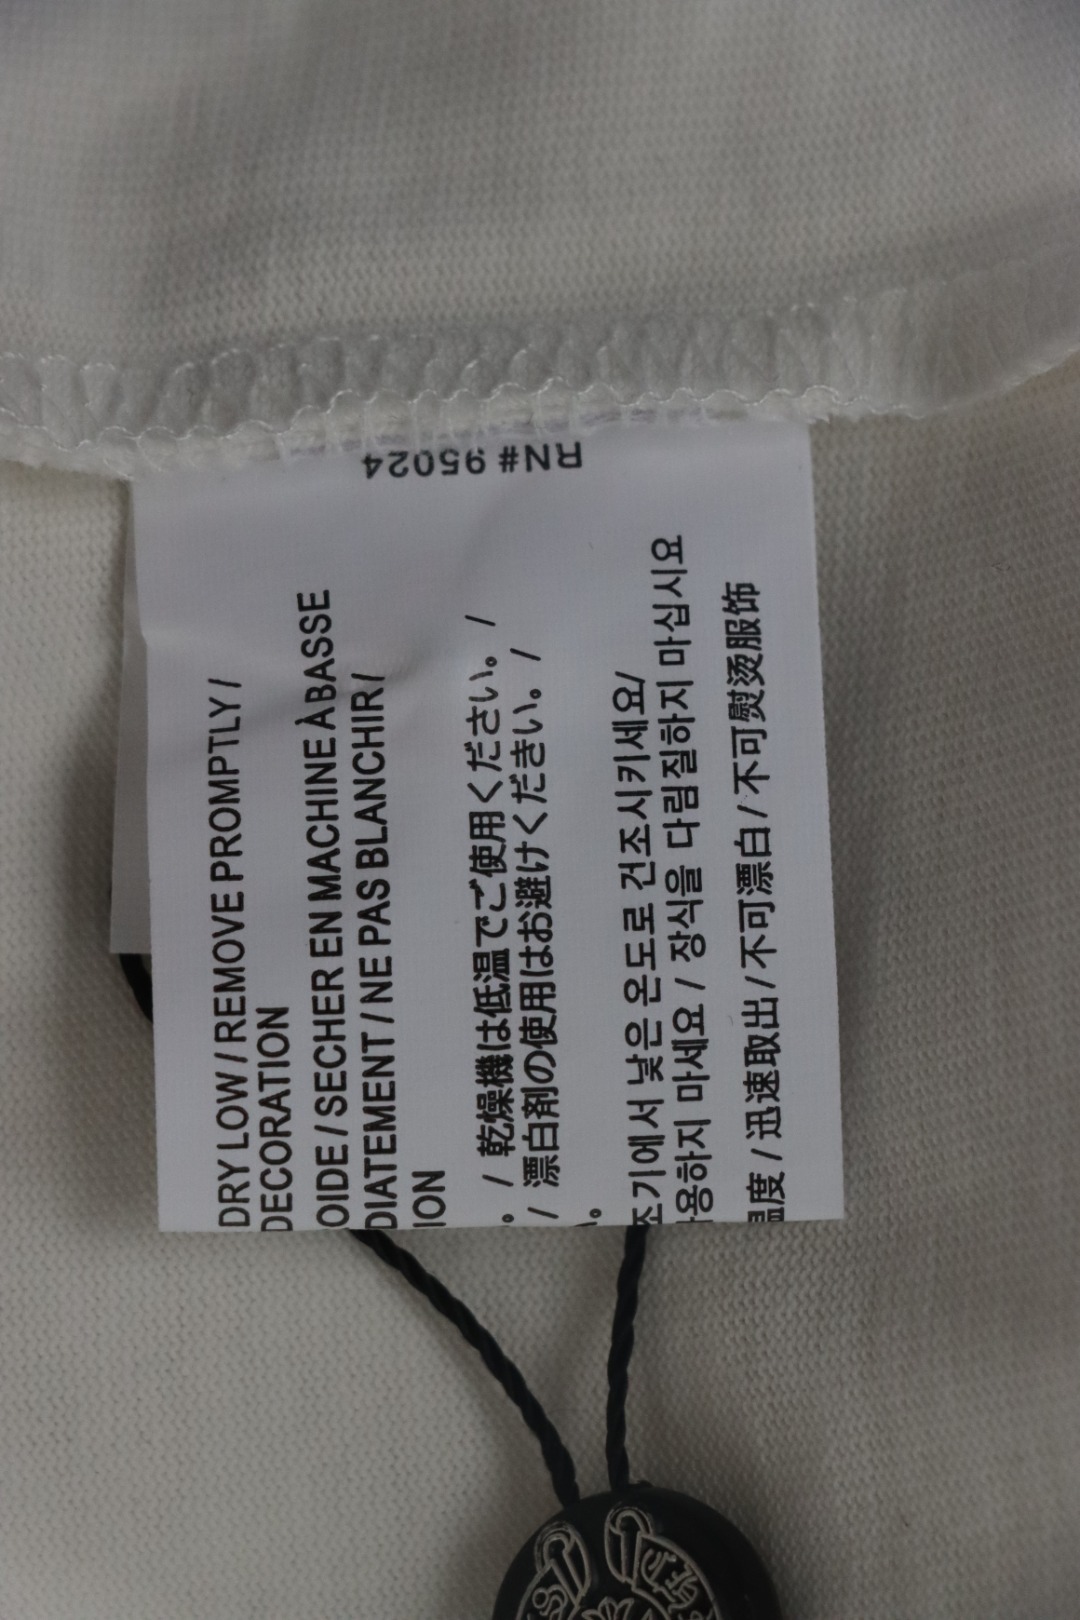 RN# 95024
DRY LOW / REMOVE PROMPTLY /
DECORATION
OIDE / SECHER EN MACHINE À BASSE
DIATEMENT / NE PAS BLANCHIR /
ION
。 / 乾燥機は低温でご使用ください。 /
/ 漂白剤の使用はお避けくだきい。 /
。
조기에서 낮은 온도로 건조시키세요/
용하지 마세요 / 장식을 다림질하지 마십시요
温度 / 迅速取出 / 不可漂白 / 不可熨烫服饰